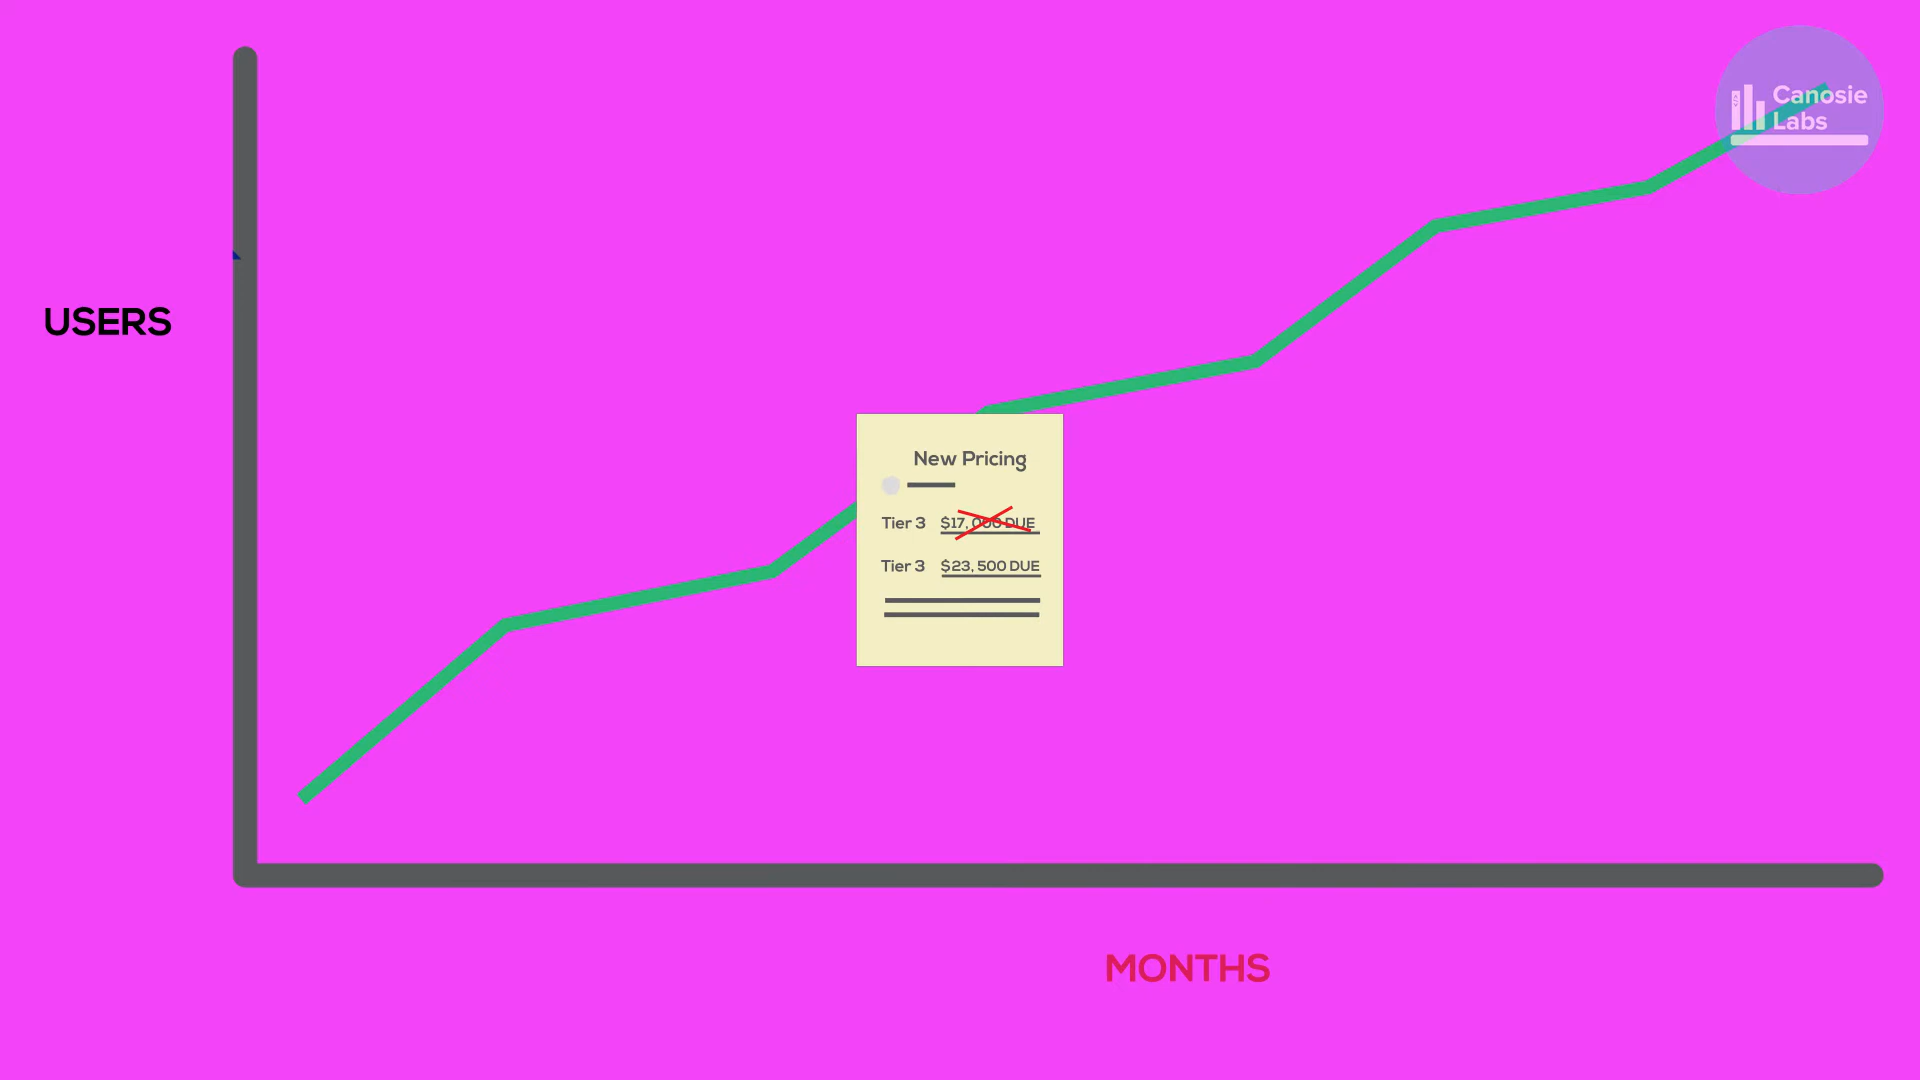 Canosie
Labs
USERS
New Pricing
Tier 3 $17, 000 DUE
Tier 3 $23, 500 DUE
MONTHS